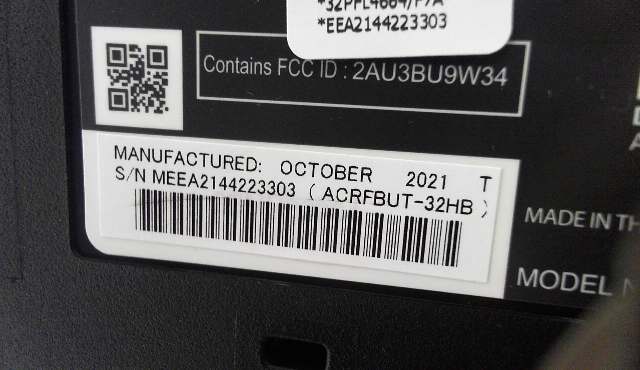 *32PFL4664/F7A
*EEA2144223303
Contains FCC ID : 2AU3BU9W34
MANUFACTURED: OCTOBER 2021 T
S/N MEEA2144223303 ( ACRFBUT-32HB )
MADE IN TH
MODEL N